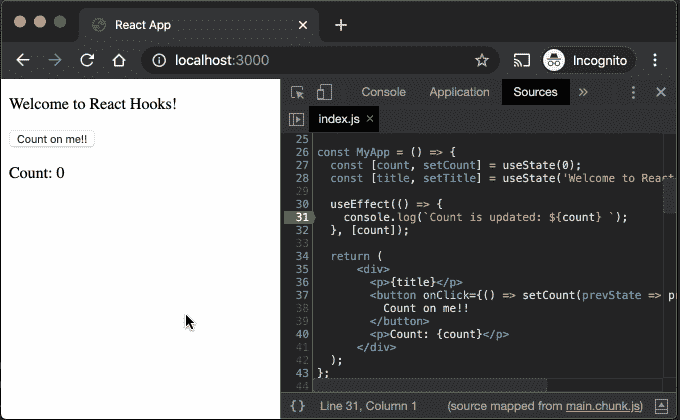 React App
localhost:3000
Incognito
Welcome to React Hooks!
Count on me!!
Count: 0
Console Application Sources »
index.js
25
26 const MyApp = () => {
27 const [count, setCount] = useState(0);
28 const [title, setTitle] = useState('Welcome to React
29
30 useEffect(() => {
31 console.log(`Count is updated: ${count} `);
32 }, [count]);
33
34 return (
35 <div>
36 <p>{title}</p>
37 <button onClick={() => setCount(prevState => p
38 Count on me!!
39 </button>
40 <p>Count: {count}</p>
41 </div>
42 );
43 };
44
{} Line 31, Column 1 (source mapped from main.chunk.js)